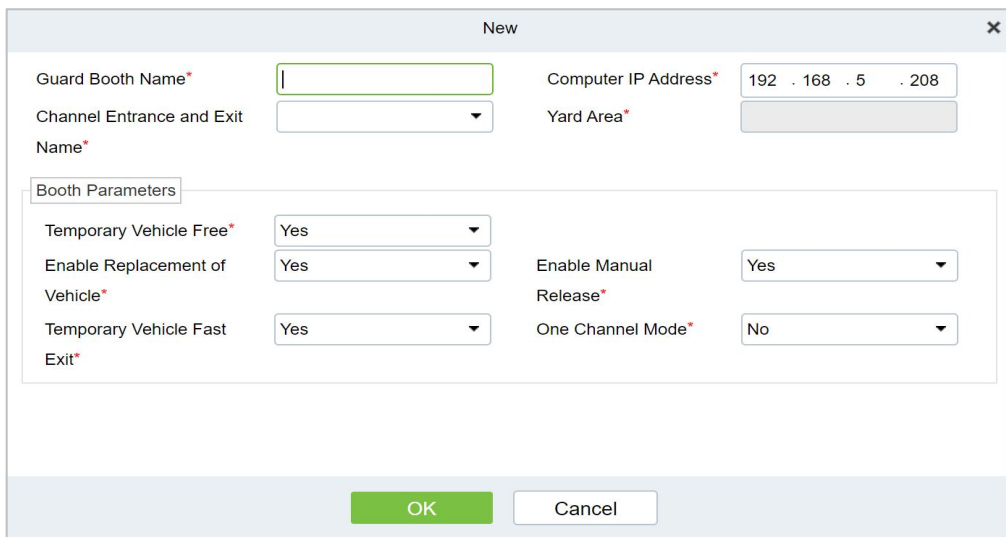 New
Guard Booth Name*
Computer IP Address* 192 . 168 . 5 . 208
Channel Entrance and Exit
Name*
Yard Area*
Booth Parameters
Temporary Vehicle Free* Yes
Enable Replacement of
Vehicle*
Yes
Enable Manual
Release*
Yes
Temporary Vehicle Fast
Exit*
Yes
One Channel Mode* No
OK
Cancel